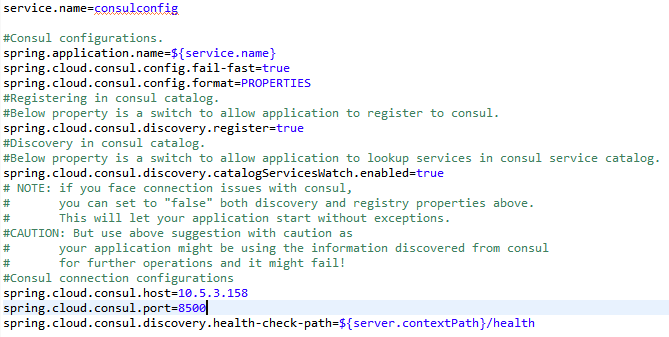 service.name=consulconfig
#Consul configurations.
spring.application.name=${service.name}
spring.cloud.consul.config.fail-fast=true
spring.cloud.consul.config.format=PROPERTIES
#Registering in consul catalog.
#Below property is a switch to allow application to register to consul.
spring.cloud.consul.discovery.register=true
#Discovery in consul catalog.
#Below property is a switch to allow application to lookup services in consul service catalog.
spring.cloud.consul.discovery.catalogServicesWatch.enabled=true
# NOTE: if you face connection issues with consul,
#       you can set to "false" both discovery and registry properties above.
#       This will let your application start without exceptions.
#CAUTION: But use above suggestion with caution as
#       your application might be using the information discovered from consul
#       for further operations and it might fail!
#Consul connection configurations
spring.cloud.consul.host=10.5.3.158
spring.cloud.consul.port=8500
spring.cloud.consul.discovery.health-check-path=${server.contextPath}/health